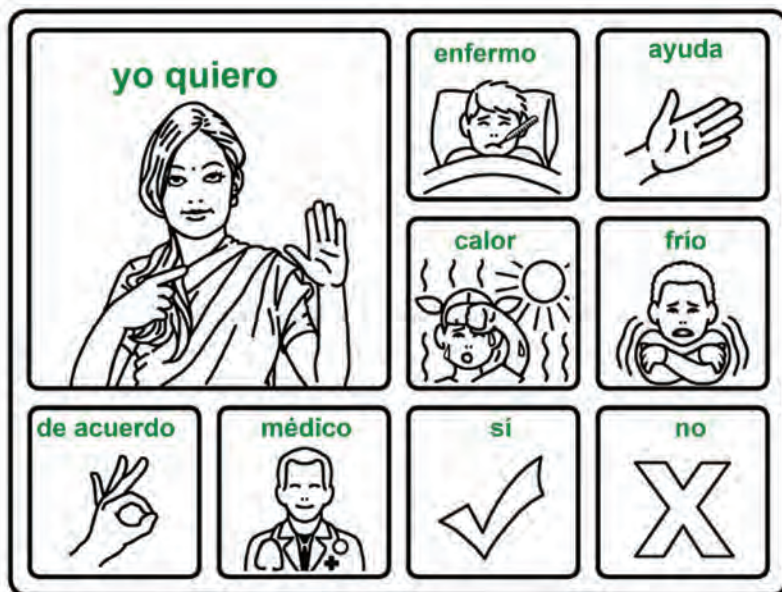 yo quiero
enfermo
ayuda
calor
frío
de acuerdo
médico
sí
no